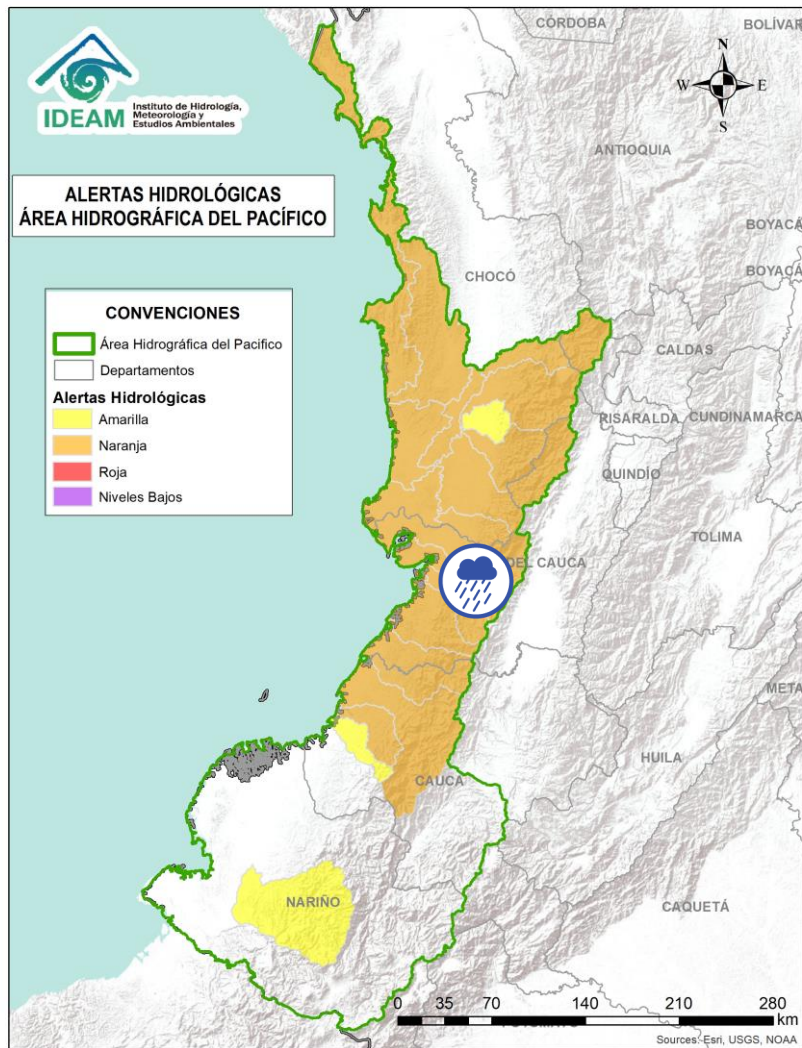 IDEAM
Instituto de Hidrología,
Meteorología y
Estudios Ambientales
ALERTAS HIDROLÓGICAS
ÁREA HIDROGRÁFICA DEL PACÍFICO
CONVENCIONES
Área Hidrográfica del Pacifico
Departamentos
Alertas Hidrológicas
Amarilla
Naranja
Roja
Niveles Bajos
N
W E
S
CÓRDOBA
BOLÍVAR
ANTIOQUIA
BOYACÁ
BOYACÁ
CHOCÓ
CALDAS
RISARALDA
CUNDINAMARCA
QUINDÍO
TOLIMA
DEL CAUCA
META
HUILA
CAUCA
NARIÑO
CAQUETÁ
0 35 70 140 210 280
km
Sources: Esri, USGS, NOAA